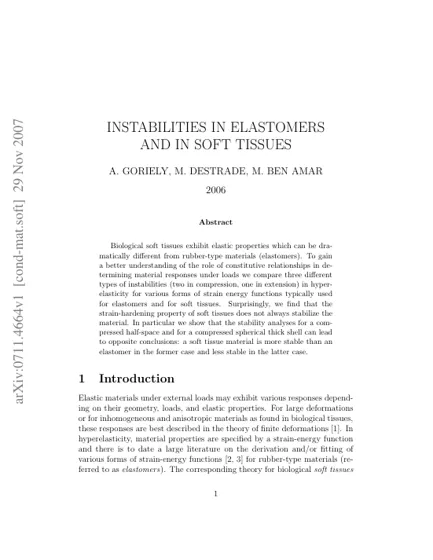 arXiv:0711.4664v1 [cond-mat.soft] 29 Nov 2007
INSTABILITIES IN ELASTOMERS
AND IN SOFT TISSUES
A. GORIELY, M. DESTRADE, M. BEN AMAR
2006
Abstract
Biological soft tissues exhibit elastic properties which can be dra-
matically different from rubber-type materials (elastomers). To gain
a better understanding of the role of constitutive relationships in de-
termining material responses under loads we compare three different
types of instabilities (two in compression, one in extension) in hyper-
elasticity for various forms of strain energy functions typically used
for elastomers and for soft tissues. Surprisingly, we find that the
strain-hardening property of soft tissues does not always stabilize the
material. In particular we show that the stability analyses for a com-
pressed half-space and for a compressed spherical thick shell can lead
to opposite conclusions: a soft tissue material is more stable than an
elastomer in the former case and less stable in the latter case.
1 Introduction
Elastic materials under external loads may exhibit various responses depend-
ing on their geometry, loads, and elastic properties. For large deformations
or for inhomogeneous and anisotropic materials as found in biological tissues,
these responses are best described in the theory of finite deformations [1]. In
hyperelasticity, material properties are specified by a strain-energy function
and there is to date a large literature on the derivation and/or fitting of
various forms of strain-energy functions [2, 3] for rubber-type materials (re-
ferred to as elastomers). The corresponding theory for biological soft tissues
1